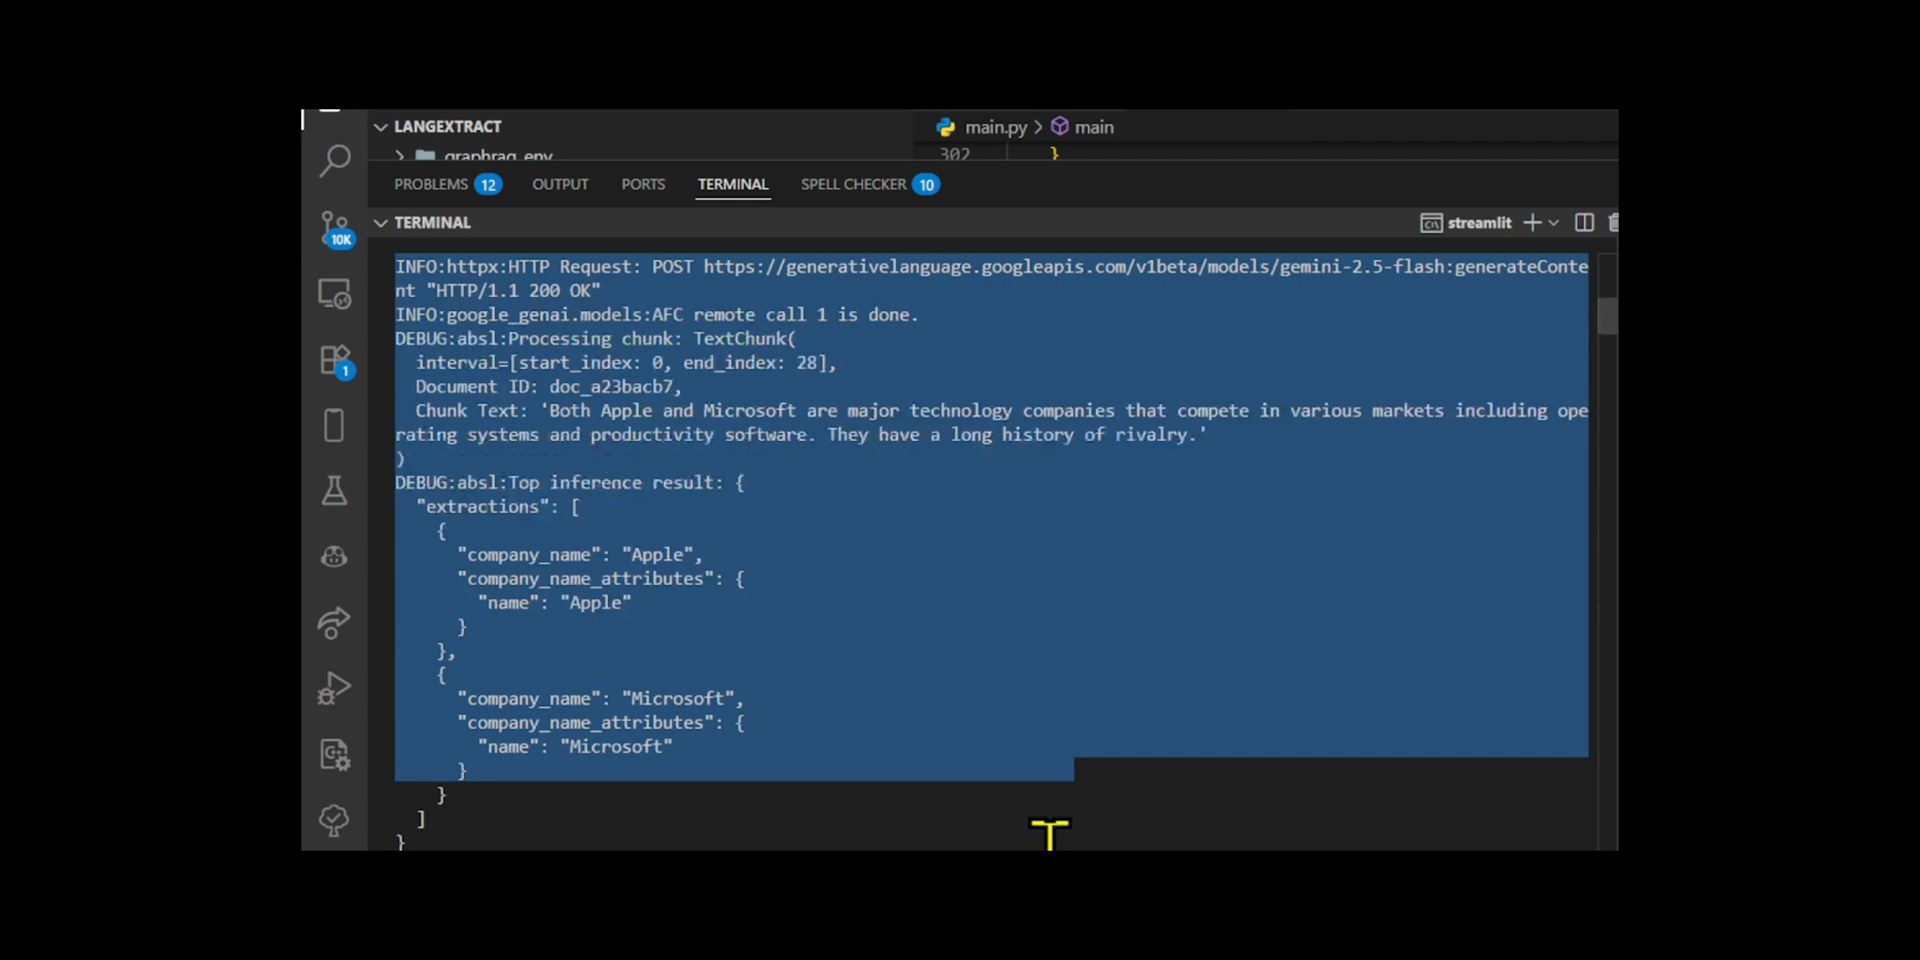 LANGEXTRACT
main.py > main
graphrag_env
302 }
PROBLEMS 12 OUTPUT PORTS TERMINAL SPELL CHECKER 10
TERMINAL
streamlit
10K
1
INFO:httpx:HTTP Request: POST https://generativelanguage.googleapis.com/v1beta/models/gemini-2.5-flash:generateConte
nt "HTTP/1.1 200 OK"
INFO:google_genai.models:AFC remote call 1 is done.
DEBUG:absl:Processing chunk: TextChunk(
  interval=[start_index: 0, end_index: 28],
  Document ID: doc_a23bacb7,
  Chunk Text: 'Both Apple and Microsoft are major technology companies that compete in various markets including ope
rating systems and productivity software. They have a long history of rivalry.'
)
DEBUG:absl:Top inference result: {
  "extractions": [
    {
      "company_name": "Apple",
      "company_name_attributes": {
        "name": "Apple"
      }
    },
    {
      "company_name": "Microsoft",
      "company_name_attributes": {
        "name": "Microsoft"
      }
    }
  ]
}